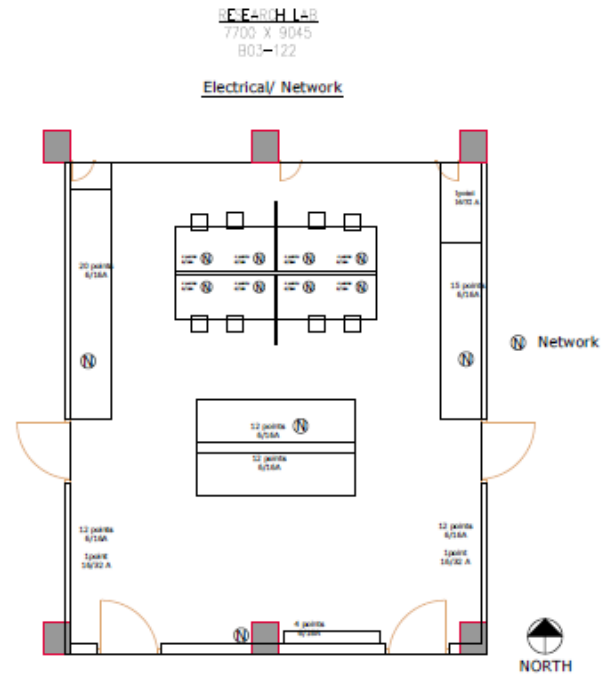 RESEARCH LAB
7700 X 9045
B03-122
Electrical/ Network
1point
16/32 A
20 points
6/16A
N
N
N
N
15 points
6/16A
N
N
N
N
N Network
N
N
12 points
6/16A
N
12 points
6/16A
12 points
6/16A
1point
16/32 A
12 points
6/16A
1point
16/32 A
4 points
6/16A
N
NORTH